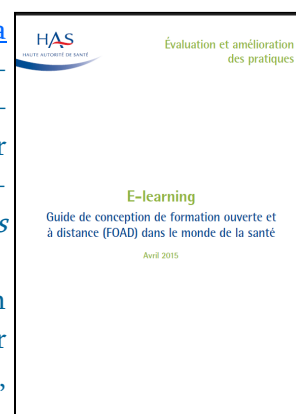 HAS
HAUTE AUTORITÉ DE SANTÉ
Évaluation et amélioration
des pratiques
E-learning
Guide de conception de formation ouverte et
à distance (FOAD) dans le monde de la santé
Avril 2015